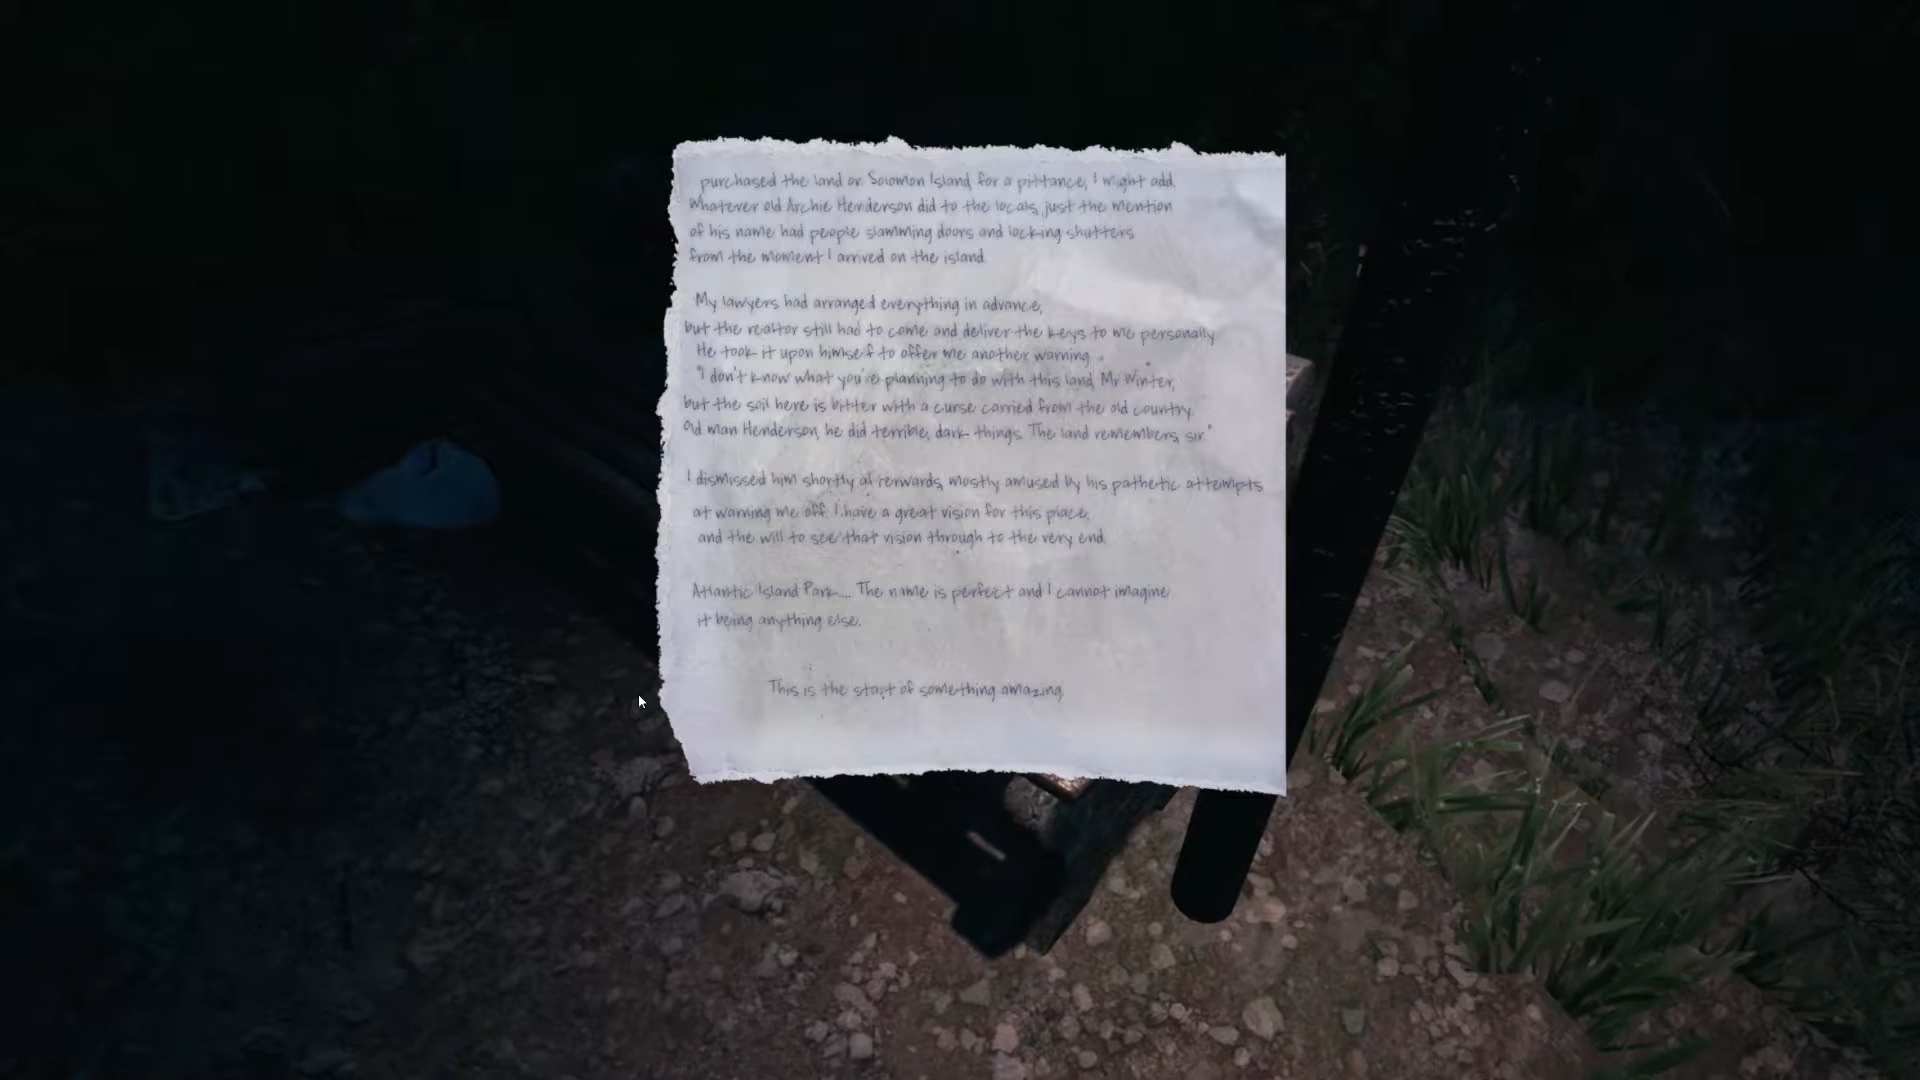 purchased the land on Solomon Island for a pittance, I might add.
Whatever old Archie Henderson did to the locals, just the mention
of his name had people slamming doors and locking shutters
from the moment I arrived on the island.
My lawyers had arranged everything in advance,
but the realtor still had to come and deliver the keys to me personally.
He took it upon himself to offer me another warning.
"I don't know what you're planning to do with this land, Mr Winter,
but the soil here is bitter with a curse carried from the old country.
Old man Henderson, he did terrible, dark things. The land remembers, sir."
I dismissed him shortly afterwards, mostly amused by his pathetic attempts
at warning me off. I have a great vision for this place,
and the will to see that vision through to the very end.
Atlantic Island Park... The name is perfect and I cannot imagine
it being anything else.
This is the start of something amazing.